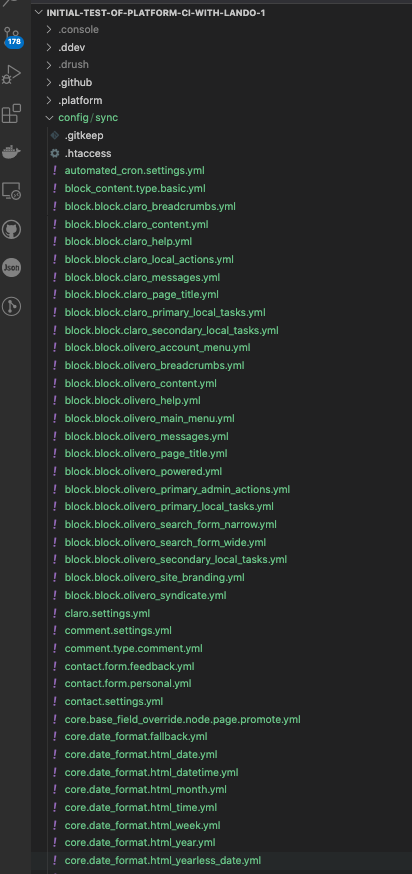 INITIAL-TEST-OF-PLATFORM-CI-WITH-LANDO-1
.console
178
.ddev
.drush
.github
.platform
config/sync
.gitkeep
.htaccess
automated_cron.settings.yml
block_content.type.basic.yml
block.block.claro_breadcrumbs.yml
block.block.claro_content.yml
block.block.claro_help.yml
block.block.claro_local_actions.yml
Json
block.block.claro_messages.yml
block.block.claro_page_title.yml
block.block.claro_primary_local_tasks.yml
block.block.claro_secondary_local_tasks.yml
block.block.olivero_account_menu.yml
block.block.olivero_breadcrumbs.yml
block.block.olivero_content.yml
block.block.olivero_help.yml
block.block.olivero_main_menu.yml
block.block.olivero_messages.yml
block.block.olivero_page_title.yml
block.block.olivero_powered.yml
block.block.olivero_primary_admin_actions.yml
block.block.olivero_primary_local_tasks.yml
block.block.olivero_search_form_narrow.yml
block.block.olivero_search_form_wide.yml
block.block.olivero_secondary_local_tasks.yml
block.block.olivero_site_branding.yml
block.block.olivero_syndicate.yml
claro.settings.yml
comment.settings.yml
comment.type.comment.yml
contact.form.feedback.yml
contact.form.personal.yml
contact.settings.yml
core.base_field_override.node.page.promote.yml
core.date_format.fallback.yml
core.date_format.html_date.yml
core.date_format.html_datetime.yml
core.date_format.html_month.yml
core.date_format.html_time.yml
core.date_format.html_week.yml
core.date_format.html_year.yml
core.date_format.html_yearless_date.yml